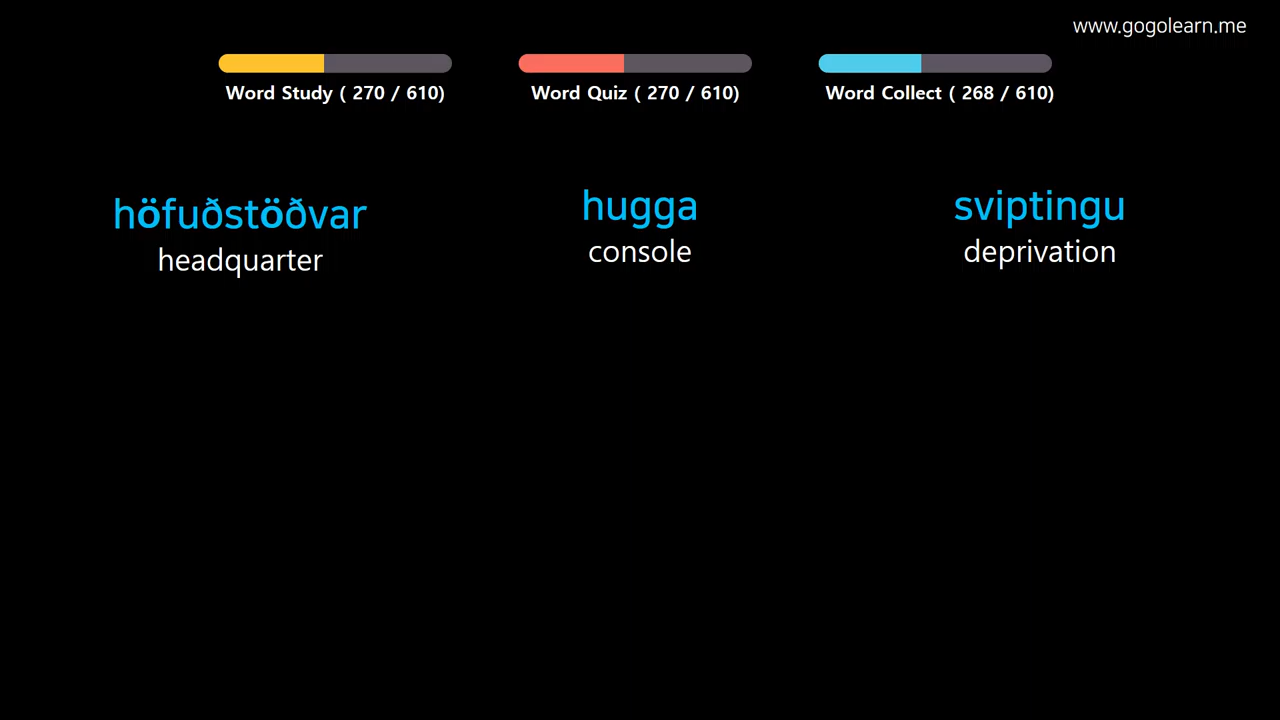 www.gogolearn.me
Word Study ( 270 / 610)
Word Quiz ( 270 / 610)
Word Collect ( 268 / 610)
höfuðstöðvar
headquarter
hugga
console
sviptingu
deprivation